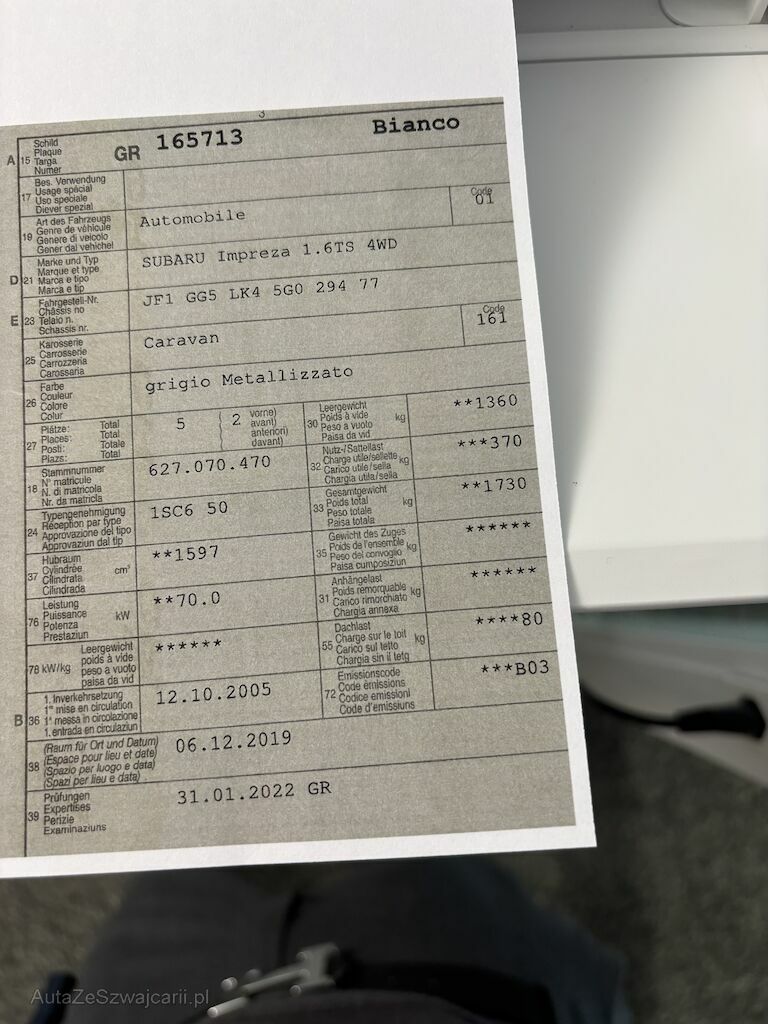 3
A 15 Schild
Plaque
Targa
Numer
GR 165713 Bianco
17 Bes. Verwendung
Usage spécial
Uso speciale
Diever spezial
19 Art des Fahrzeugs
Genre de véhicule
Genere di veicolo
Gener dal vehichel
Automobile
Code
01
D 21 Marke und Typ
Marque et type
Marca e tipo
Marca e tip
SUBARU Impreza 1.6TS 4WD
E 23 Fahrgestell-Nr.
Châssis no
Telaio n.
Schassis nr.
JF1 GG5 LK4 5G0 294 77
25 Karosserie
Carrosserie
Carrozzeria
Carossaria
Caravan
Code
161
26 Farbe
Couleur
Colore
Colur
grigio Metallizzato
27 Plätze: Total
Places: Total
Posti: Totale
Plazs: Total
5 ( 2 vorne)
avant)
anteriori)
davant)
30 Leergewicht
Poids à vide
Peso a vuoto
Paisa da vid
kg **1360
18 Stammnummer
N° matricule
N. di matricola
Nr. da matricla
627.070.470
32 Nutz-/Sattellast
Charge utile/sellette
Carico utile/sella
Chargia utila/sella
kg ***370
24 Typengenehmigung
Réception par type
Approvazione del tipo
Approvaziun dal tip
1SC6 50
33 Gesamtgewicht
Poids total
Peso totale
Paisa totala
kg **1730
37 Hubraum
Cylindrée
Cilindrata
Cilindrada
cm³ **1597
35 Gewicht des Zuges
Poids de l'ensemble
Peso del convoglio
Paisa cumposiziun
kg ******
76 Leistung
Puissance
Potenza
Prestaziun
kW **70.0
31 Anhängelast
Poids remorquable
Carico rimorchiato
Chargia annexa
kg ******
78 kW/kg Leergewicht
poids à vide
peso a vuoto
paisa da vid
******
55 Dachlast
Charge sur le toit
Carico sul tetto
Chargia sin il tetg
kg ****80
B 36 1. Inverkehrsetzung
1re mise en circulation
1a messa in circolazione
1. entrada en circulaziun
12.10.2005
72 Emissionscode
Code émissions
Codice emissioni
Code d'emissiuns
***B03
38 (Raum für Ort und Datum)
(Espace pour lieu et date)
(Spazio per luogo e data)
(Spazi per lieu e data)
06.12.2019
39 Prüfungen
Expertises
Perizie
Examinaziuns
31.01.2022 GR
AutaZeSzwajcarii.pl